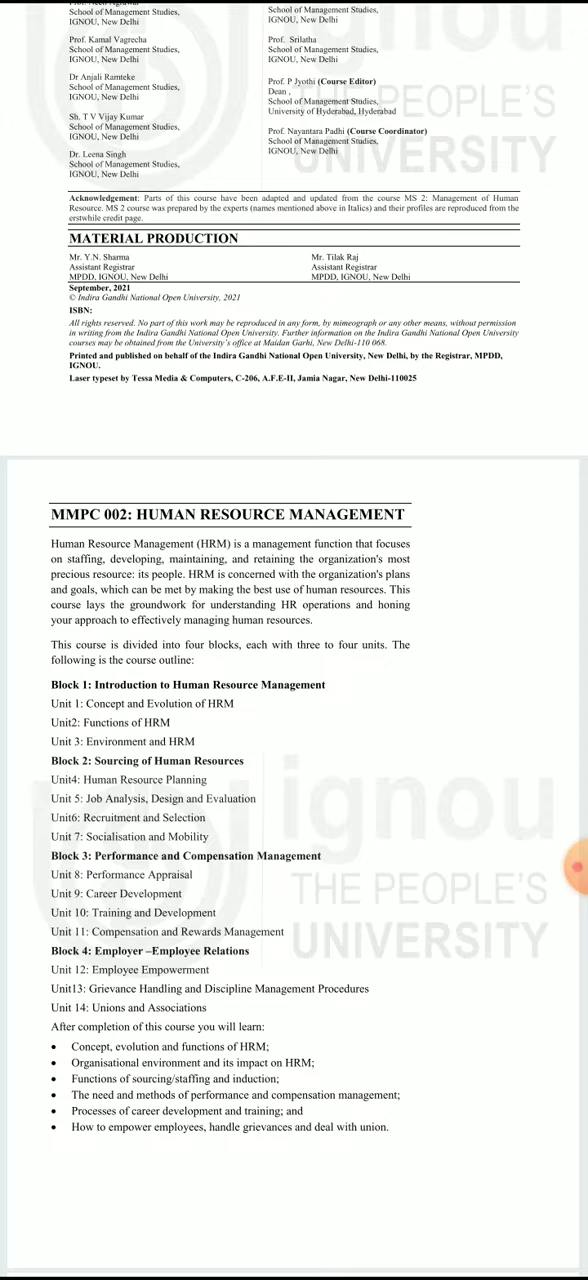 School of Management Studies,
IGNOU, New Delhi
Prof. Kamal Vagrecha
School of Management Studies,
IGNOU, New Delhi
Dr Anjali Ramteke
School of Management Studies,
IGNOU, New Delhi
Sh. T V Vijay Kumar
School of Management Studies,
IGNOU, New Delhi
Dr. Leena Singh
School of Management Studies,
IGNOU, New Delhi
School of Management Studies,
IGNOU, New Delhi
Prof. Srilatha
School of Management Studies,
IGNOU, New Delhi
Prof. P Jyothi (Course Editor)
Dean ,
School of Management Studies,
University of Hyderabad, Hyderabad
Prof. Nayantara Padhi (Course Coordinator)
School of Management Studies,
IGNOU, New Delhi
ignou
THE PEOPLE'S
UNIVERSITY
Acknowledgement: Parts of this course have been adapted and updated from the course MS 2: Management of Human
Resource. MS 2 course was prepared by the experts (names mentioned above in Italics) and their profiles are reproduced from the
erstwhile credit page.
MATERIAL PRODUCTION
Mr. Y.N. Sharma
Assistant Registrar
MPDD, IGNOU, New Delhi
Mr. Tilak Raj
Assistant Registrar
MPDD, IGNOU, New Delhi
September, 2021
© Indira Gandhi National Open University, 2021
ISBN:
All rights reserved. No part of this work may be reproduced in any form, by mimeograph or any other means, without permission
in writing from the Indira Gandhi National Open University. Further information on the Indira Gandhi National Open University
courses may be obtained from the University's office at Maidan Garhi, New Delhi-110 068.
Printed and published on behalf of the Indira Gandhi National Open University, New Delhi, by the Registrar, MPDD,
IGNOU.
Laser typeset by Tessa Media & Computers, C-206, A.F.E-II, Jamia Nagar, New Delhi-110025
MMPC 002: HUMAN RESOURCE MANAGEMENT
Human Resource Management (HRM) is a management function that focuses
on staffing, developing, maintaining, and retaining the organization's most
precious resource: its people. HRM is concerned with the organization's plans
and goals, which can be met by making the best use of human resources. This
course lays the groundwork for understanding HR operations and honing
your approach to effectively managing human resources.
This course is divided into four blocks, each with three to four units. The
following is the course outline:
Block 1: Introduction to Human Resource Management
Unit 1: Concept and Evolution of HRM
Unit2: Functions of HRM
Unit 3: Environment and HRM
Block 2: Sourcing of Human Resources
Unit4: Human Resource Planning
Unit 5: Job Analysis, Design and Evaluation
Unit6: Recruitment and Selection
Unit 7: Socialisation and Mobility
Block 3: Performance and Compensation Management
Unit 8: Performance Appraisal
Unit 9: Career Development
Unit 10: Training and Development
Unit 11: Compensation and Rewards Management
Block 4: Employer –Employee Relations
Unit 12: Employee Empowerment
Unit13: Grievance Handling and Discipline Management Procedures
Unit 14: Unions and Associations
ignou
THE PEOPLE'S
UNIVERSITY
After completion of this course you will learn:
• Concept, evolution and functions of HRM;
• Organisational environment and its impact on HRM;
• Functions of sourcing/staffing and induction;
• The need and methods of performance and compensation management;
• Processes of career development and training; and
• How to empower employees, handle grievances and deal with union.